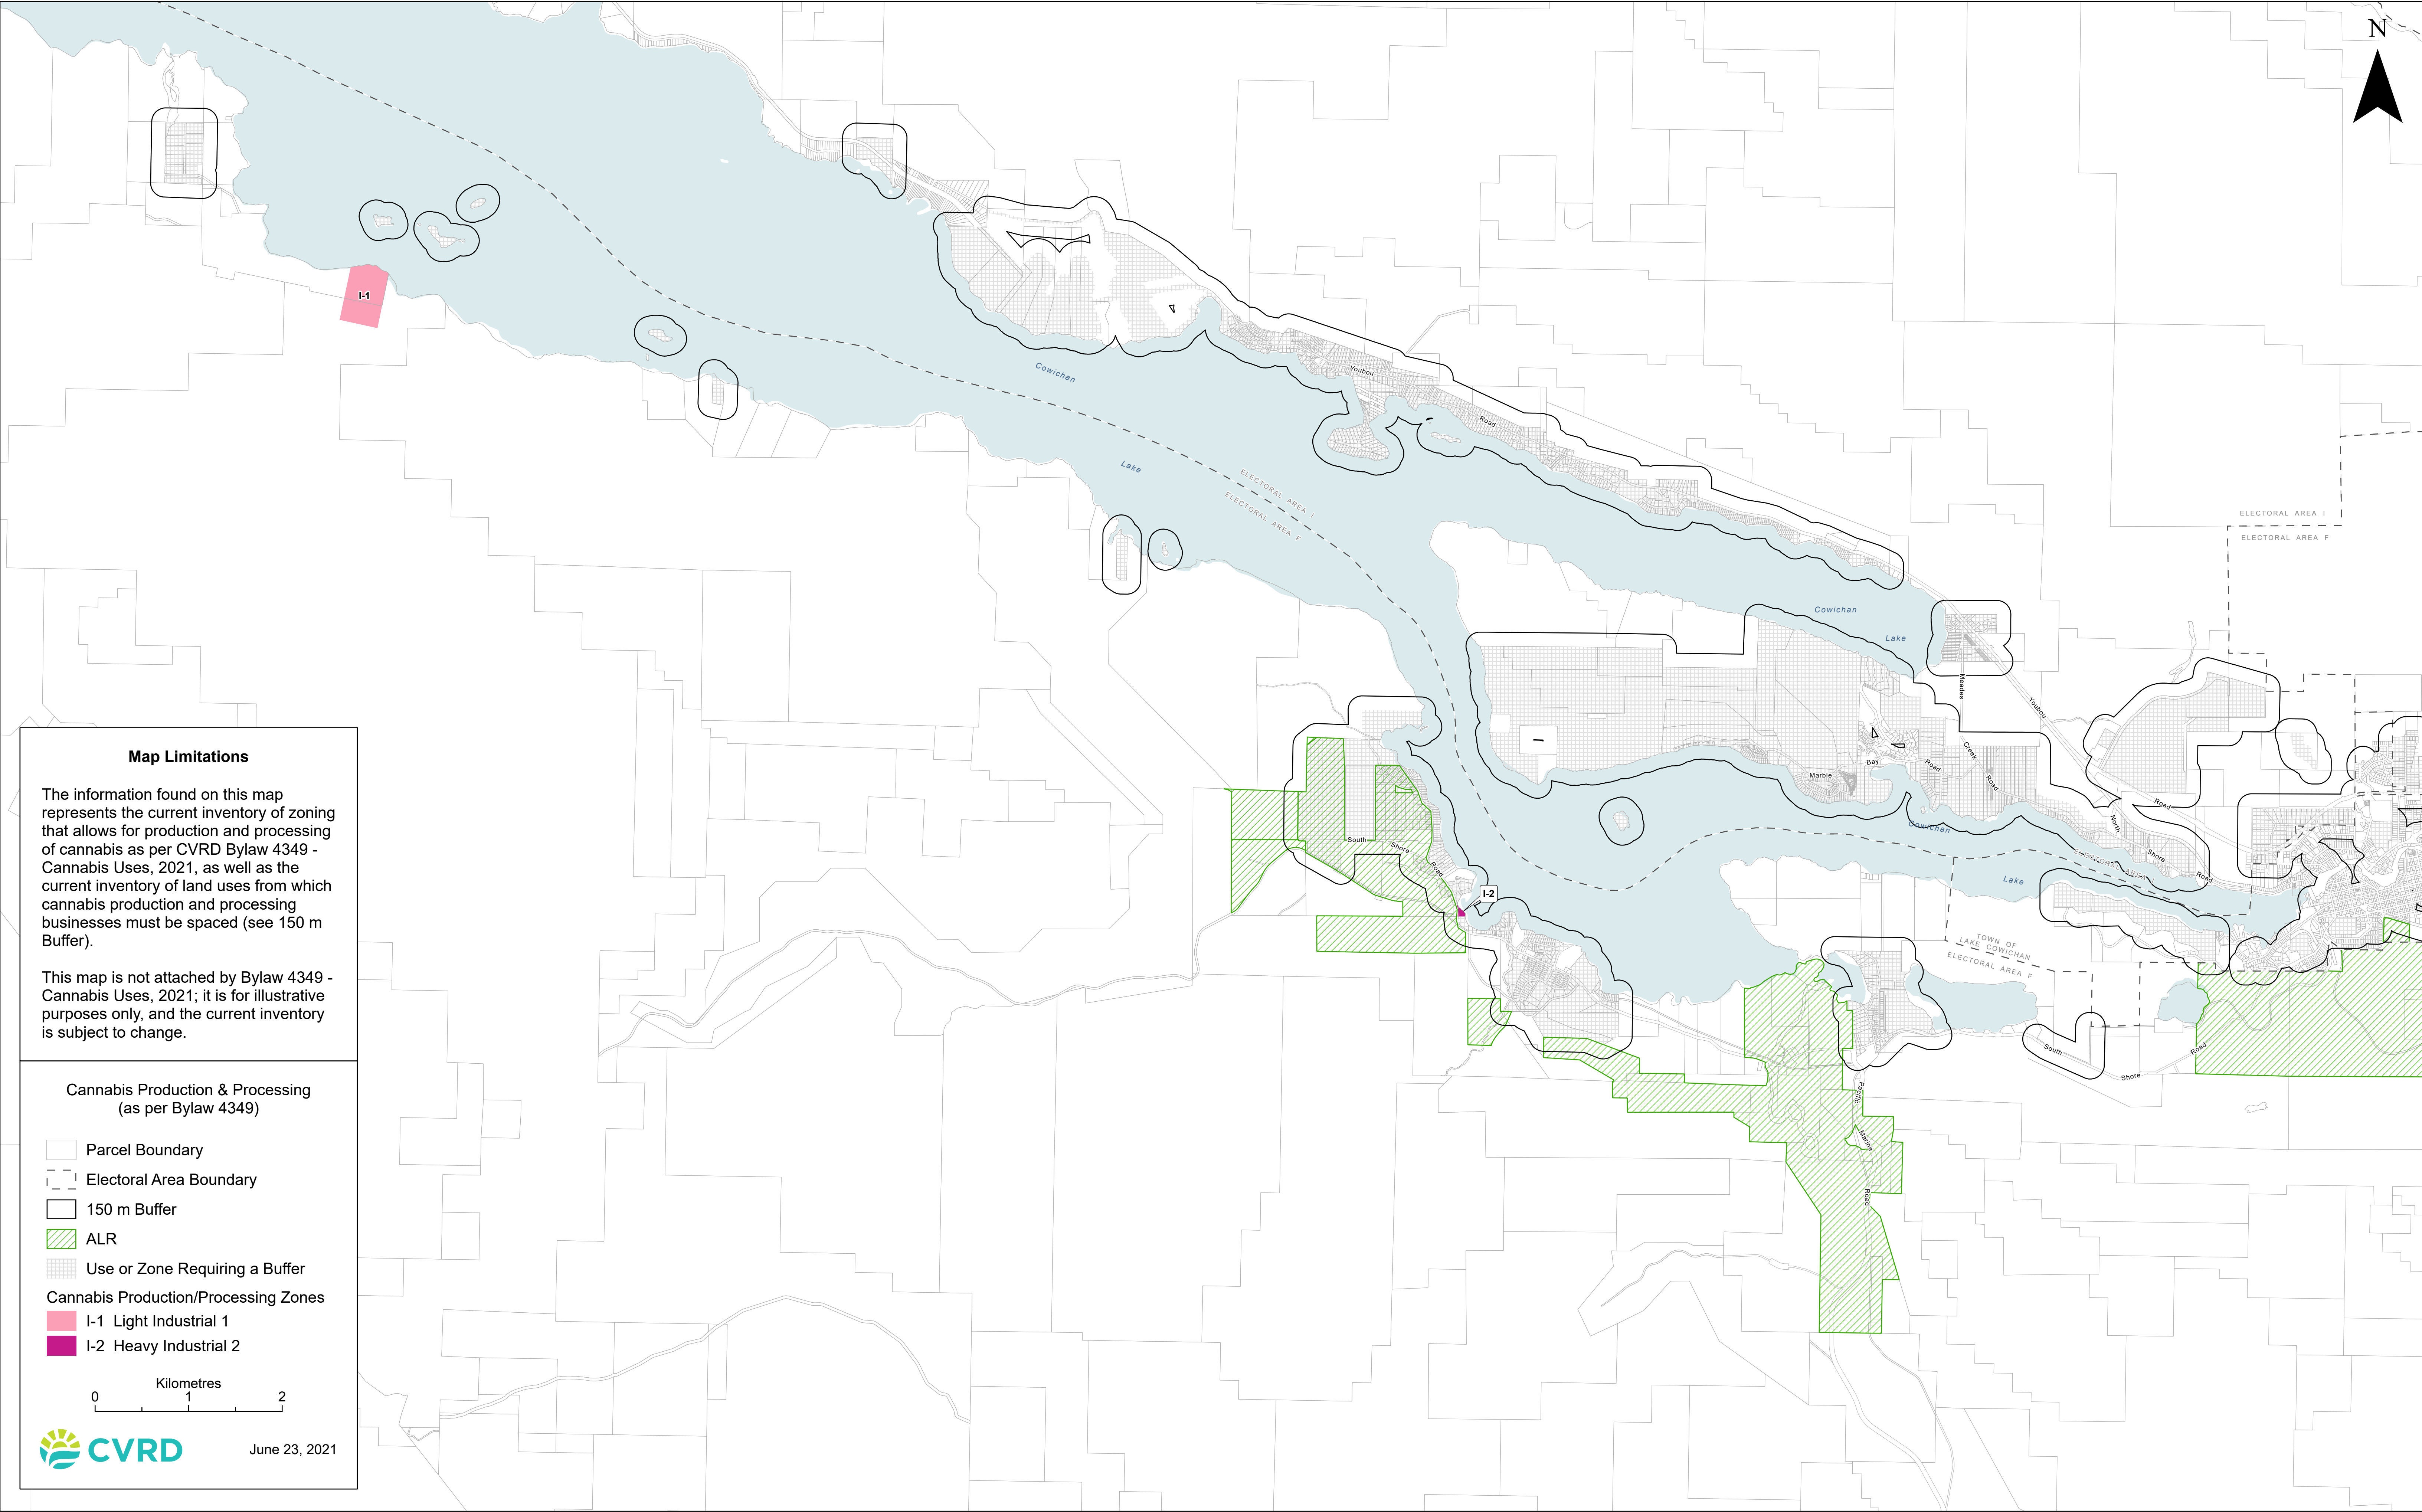 N
I-1
Cowichan
Lake
Youbou
Road
ELECTORAL AREA I
ELECTORAL AREA F
ELECTORAL AREA I
ELECTORAL AREA F
Cowichan
Lake
Meades
Youbou
Creek
Road
Marble
Bay
Road
Road
North
Shore
Road
Cowichan
Lake
South
Shore
Road
I-2
TOWN OF
LAKE COWICHAN
ELECTORAL AREA F
South
Shore
Road
Pacific
Marine
Road
Map Limitations
The information found on this map
represents the current inventory of zoning
that allows for production and processing
of cannabis as per CVRD Bylaw 4349 -
Cannabis Uses, 2021, as well as the
current inventory of land uses from which
cannabis production and processing
businesses must be spaced (see 150 m
Buffer).
This map is not attached by Bylaw 4349 -
Cannabis Uses, 2021; it is for illustrative
purposes only, and the current inventory
is subject to change.
Cannabis Production & Processing
(as per Bylaw 4349)
Parcel Boundary
Electoral Area Boundary
150 m Buffer
ALR
Use or Zone Requiring a Buffer
Cannabis Production/Processing Zones
I-1 Light Industrial 1
I-2 Heavy Industrial 2
Kilometres
0 1 2
CVRD
June 23, 2021